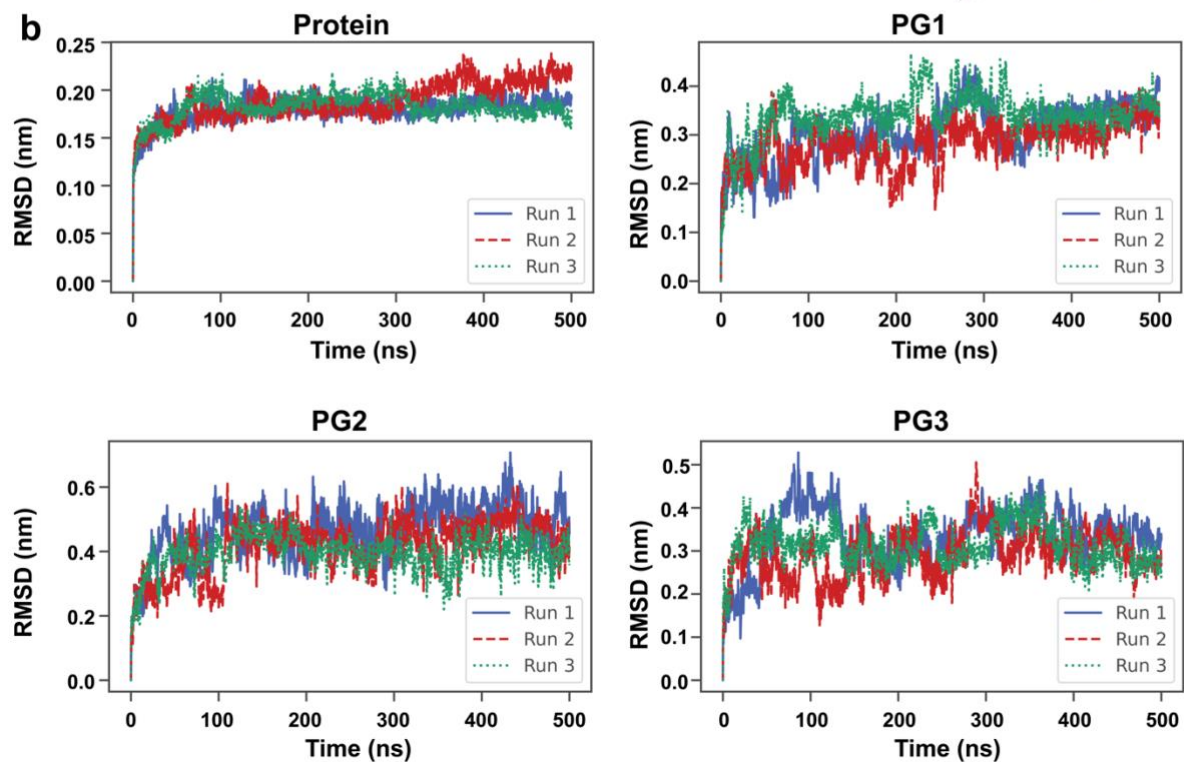 b
Protein
RMSD (nm)
0.25
0.20
0.15
0.10
0.05
0.00
Run 1
Run 2
Run 3
0 100 200 300 400 500
Time (ns)
PG1
RMSD (nm)
0.4
0.3
0.2
0.1
0.0
Run 1
Run 2
Run 3
0 100 200 300 400 500
Time (ns)
PG2
RMSD (nm)
0.6
0.4
0.2
0.0
Run 1
Run 2
Run 3
0 100 200 300 400 500
Time (ns)
PG3
RMSD (nm)
0.5
0.4
0.3
0.2
0.1
0.0
Run 1
Run 2
Run 3
0 100 200 300 400 500
Time (ns)